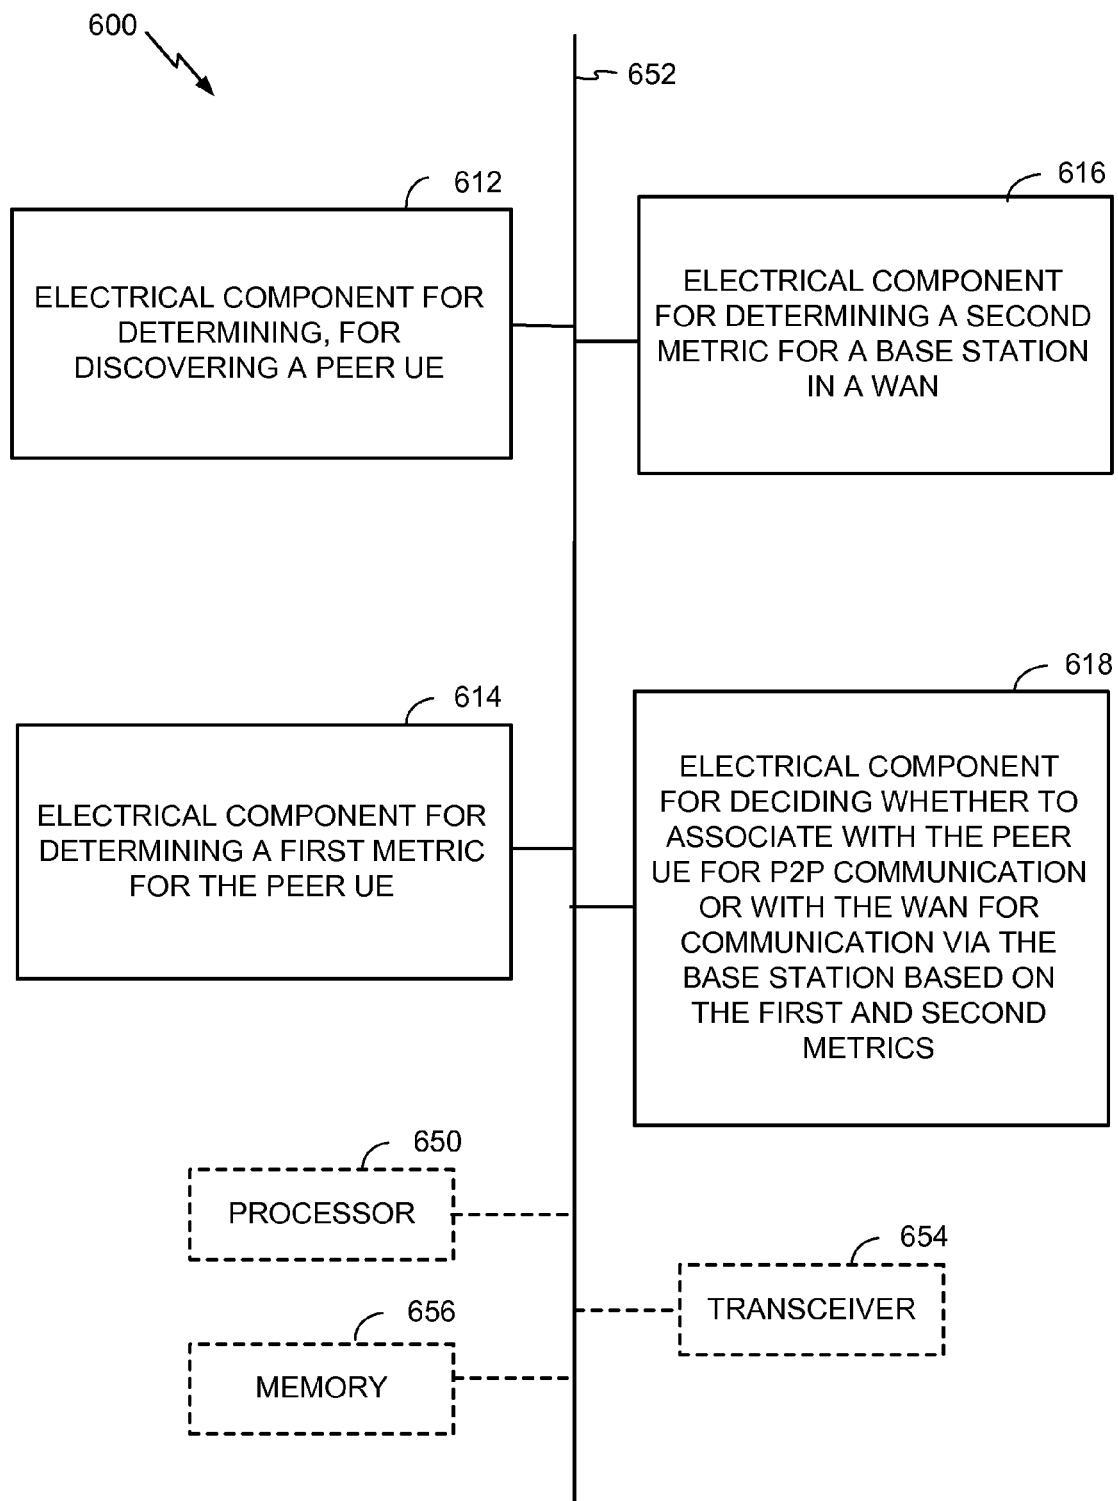 600
652
612
ELECTRICAL COMPONENT FOR
DETERMINING, FOR
DISCOVERING A PEER UE
616
ELECTRICAL COMPONENT
FOR DETERMINING A SECOND
METRIC FOR A BASE STATION
IN A WAN
614
ELECTRICAL COMPONENT FOR
DETERMINING A FIRST METRIC
FOR THE PEER UE
618
ELECTRICAL COMPONENT
FOR DECIDING WHETHER TO
ASSOCIATE WITH THE PEER
UE FOR P2P COMMUNICATION
OR WITH THE WAN FOR
COMMUNICATION VIA THE
BASE STATION BASED ON
THE FIRST AND SECOND
METRICS
650
PROCESSOR
654
TRANSCEIVER
656
MEMORY